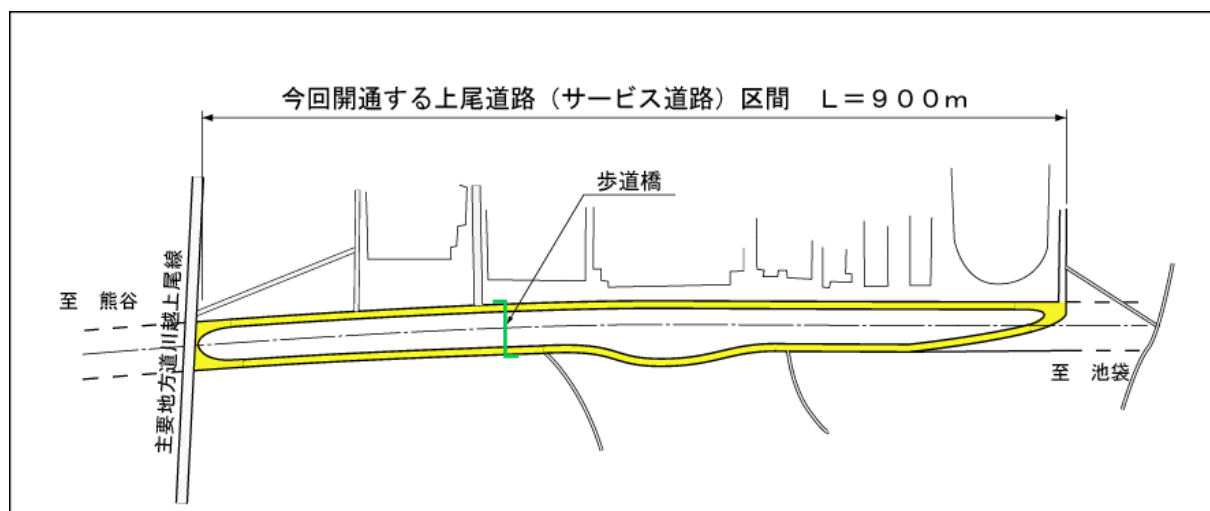 今回開通する上尾道路（サービス道路）区間　Ｌ＝９００ｍ
歩道橋
至　熊谷
主要地方道川越上尾線
至　池袋